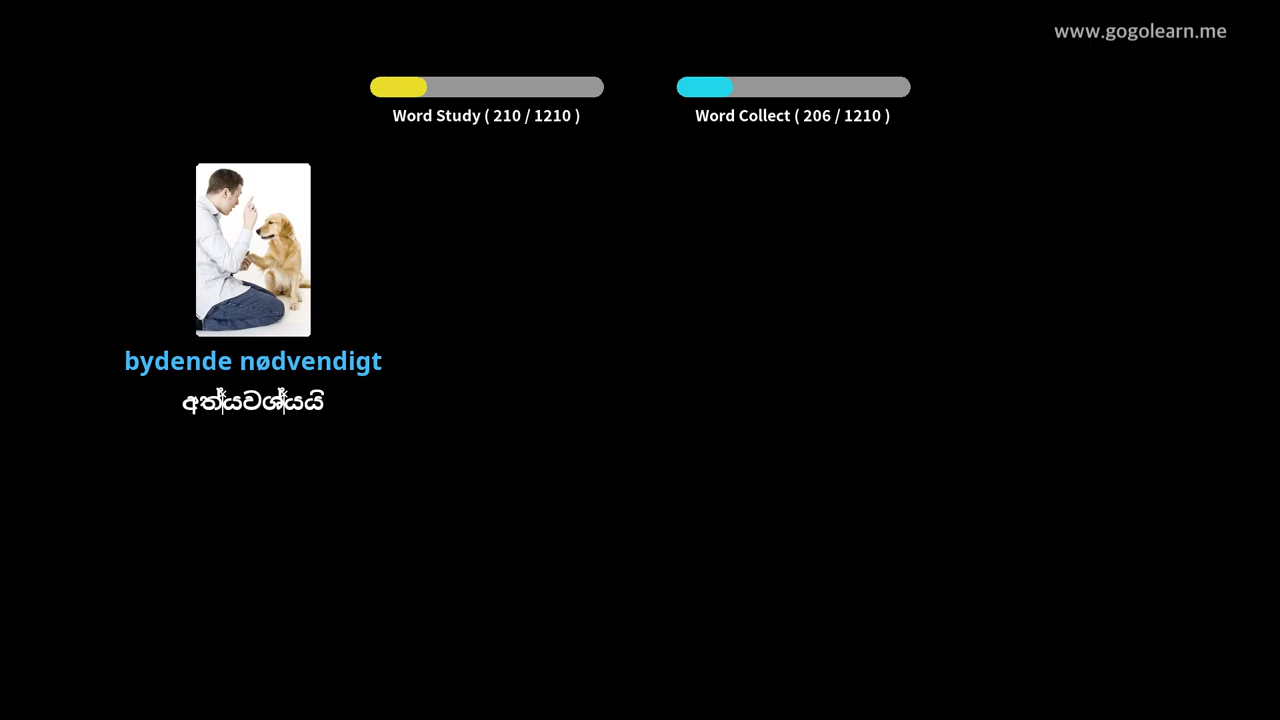 www.gogolearn.me
Word Study ( 210 / 1210 )
Word Collect ( 206 / 1210 )
bydende nødvendigt
අත්‍යවශ්‍යයි